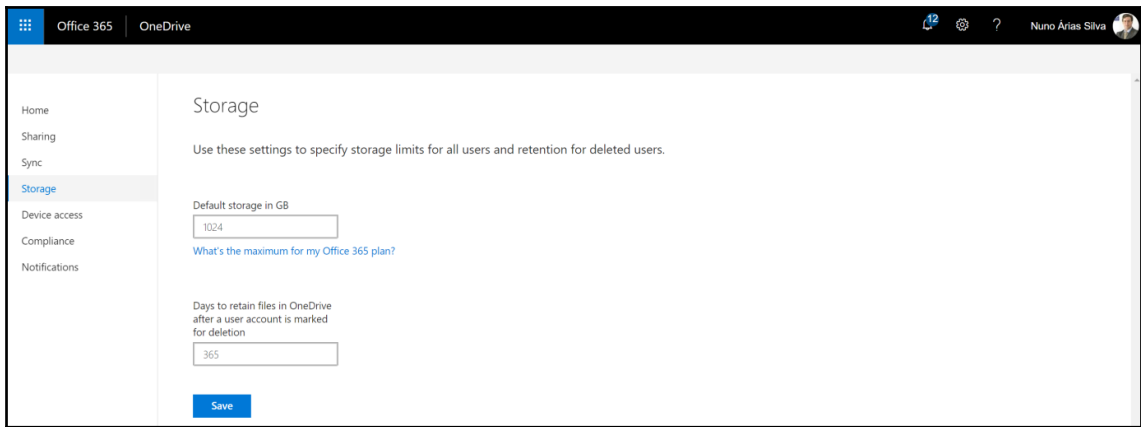 Office 365 OneDrive 12 ? Nuno Árias Silva
Home
Sharing
Sync
Storage
Device access
Compliance
Notifications
Storage
Use these settings to specify storage limits for all users and retention for deleted users.
Default storage in GB
1024
What's the maximum for my Office 365 plan?
Days to retain files in OneDrive
after a user account is marked
for deletion
365
Save